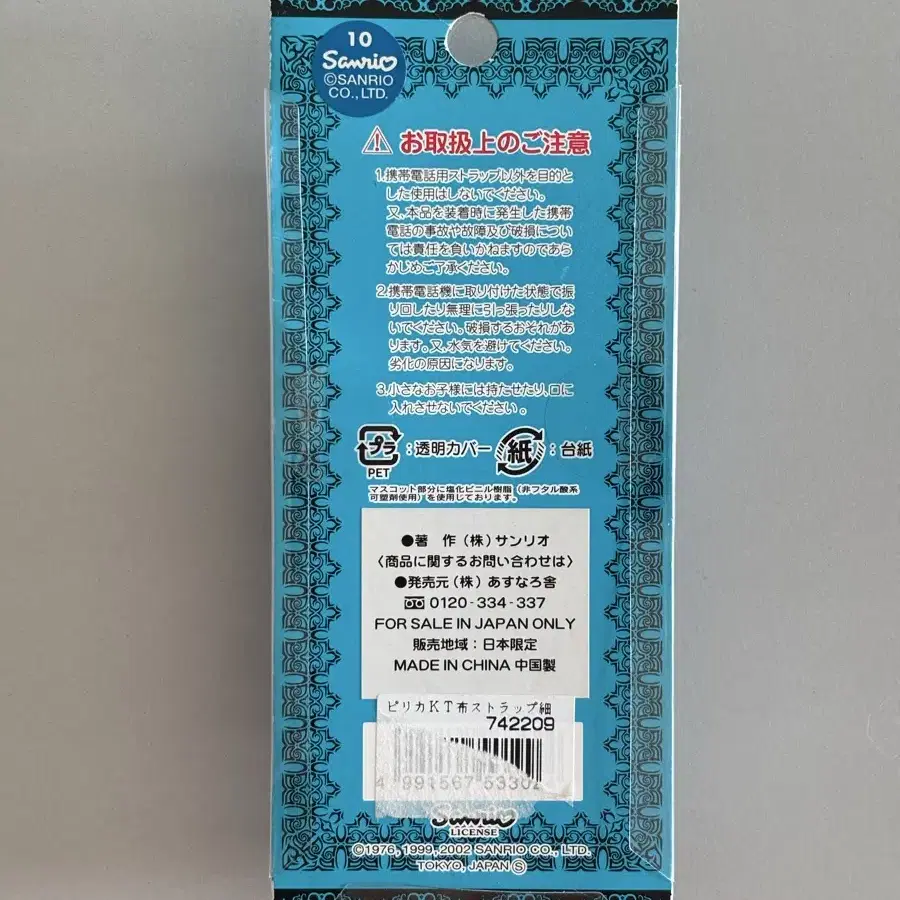 10
Sanrio
©SANRIO
CO., LTD.
お取扱上のご注意
1.携帯電話用ストラップ以外を目的と
した使用はしないでください。
又、本品を装着時に発生した携帯
電話の事故や故障及び破損につい
ては責任を負いかねますのであら
かじめご了承ください。
2.携帯電話機に取り付けた状態で振
り回したり無理に引っ張ったりしな
いでください。破損するおそれがあ
ります。又、水気を避けてください。
劣化の原因になります。
3.小さなお子様には持たせたり、口に
入れさせないでください。
プラ
PET
:透明カバー
紙
:台紙
マスコット部分に塩化ビニル樹脂（非フタル酸系
可塑剤使用）を使用しております。
●著 作（株）サンリオ
〈商品に関するお問い合わせは〉
●発売元（株）あすなろ舎
0120-334-337
FOR SALE IN JAPAN ONLY
販売地域：日本限定
MADE IN CHINA 中国製
ピリカKT布ストラップ細
742209
Sanrio
LICENSE
©1976, 1999, 2002 SANRIO CO., LTD.
TOKYO, JAPAN Ⓢ